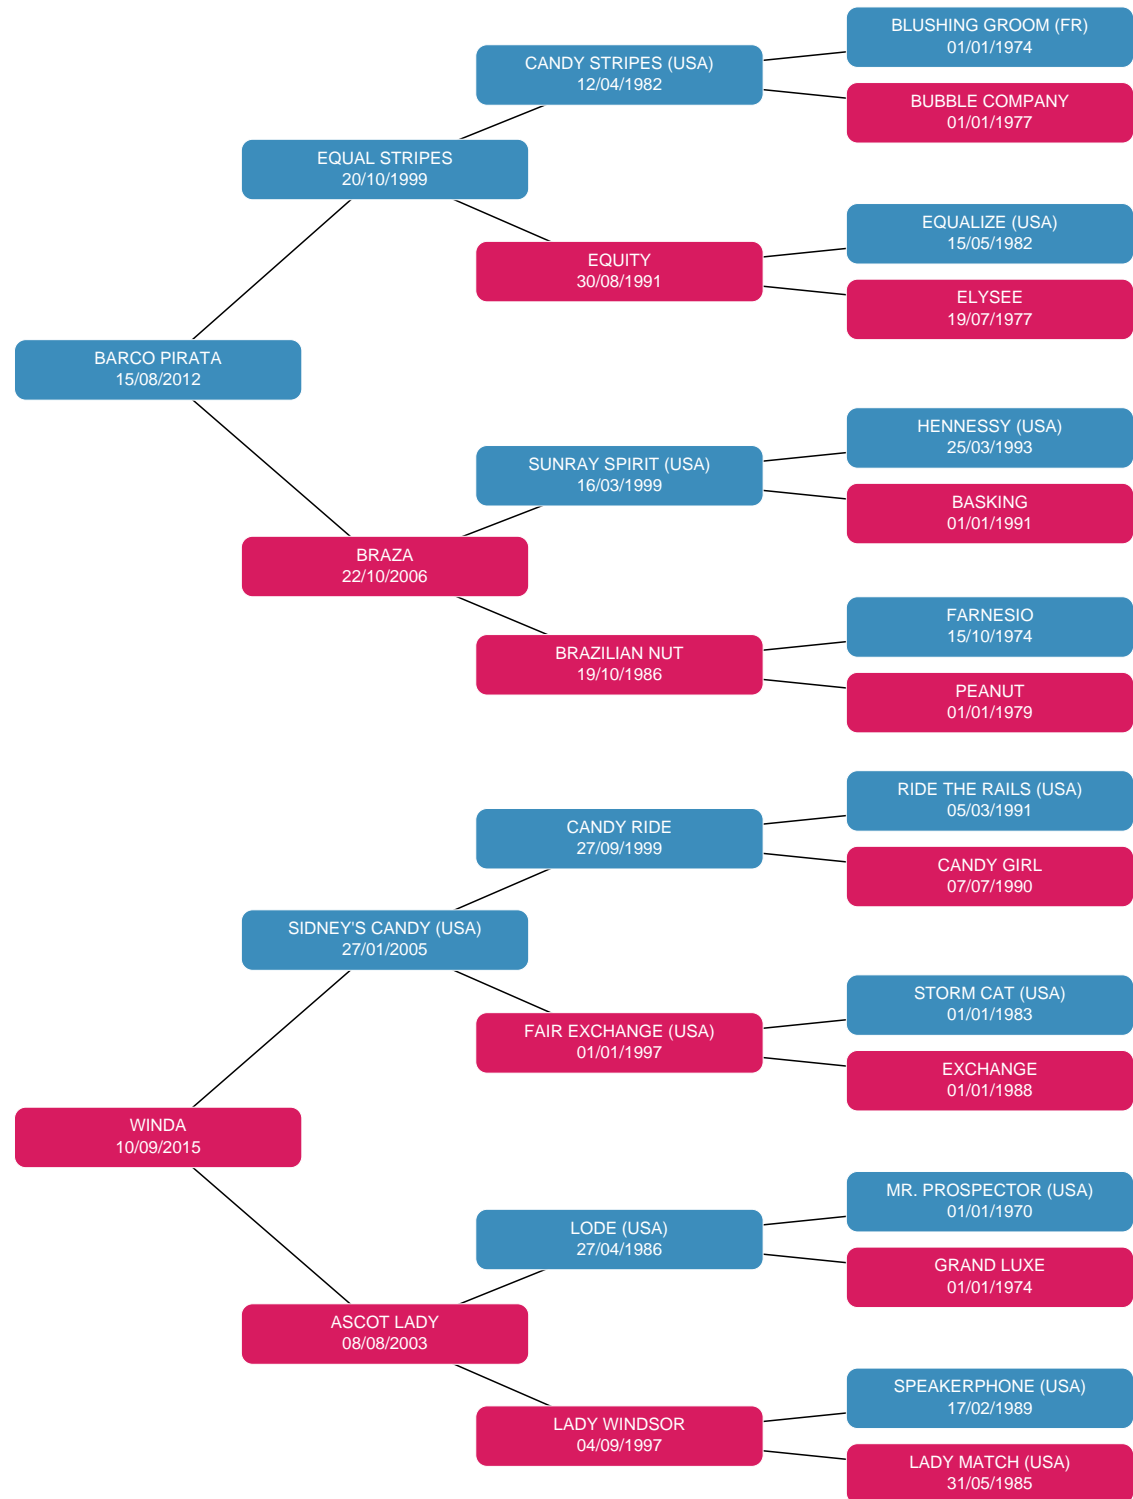 BLUSHING GROOM (FR)
01/01/1974
CANDY STRIPES (USA)
12/04/1982
BUBBLE COMPANY
01/01/1977
EQUAL STRIPES
20/10/1999
EQUALIZE (USA)
15/05/1982
EQUITY
30/08/1991
ELYSEE
19/07/1977
BARCO PIRATA
15/08/2012
HENNESSY (USA)
25/03/1993
SUNRAY SPIRIT (USA)
16/03/1999
BASKING
01/01/1991
BRAZA
22/10/2006
FARNESIO
15/10/1974
BRAZILIAN NUT
19/10/1986
PEANUT
01/01/1979
RIDE THE RAILS (USA)
05/03/1991
CANDY RIDE
27/09/1999
CANDY GIRL
07/07/1990
SIDNEY'S CANDY (USA)
27/01/2005
STORM CAT (USA)
01/01/1983
FAIR EXCHANGE (USA)
01/01/1997
EXCHANGE
01/01/1988
WINDA
10/09/2015
MR. PROSPECTOR (USA)
01/01/1970
LODE (USA)
27/04/1986
GRAND LUXE
01/01/1974
ASCOT LADY
08/08/2003
SPEAKERPHONE (USA)
17/02/1989
LADY WINDSOR
04/09/1997
LADY MATCH (USA)
31/05/1985